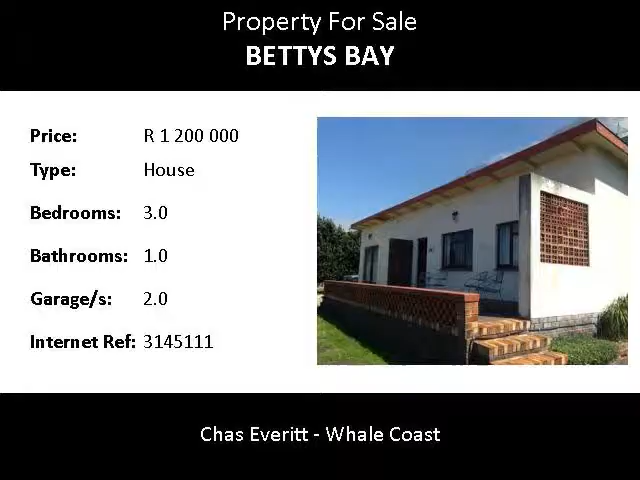 Property For Sale
BETTYS BAY
Price: R 1 200 000
Type: House
Bedrooms: 3.0
Bathrooms: 1.0
Garage/s: 2.0
Internet Ref: 3145111
Chas Everitt - Whale Coast